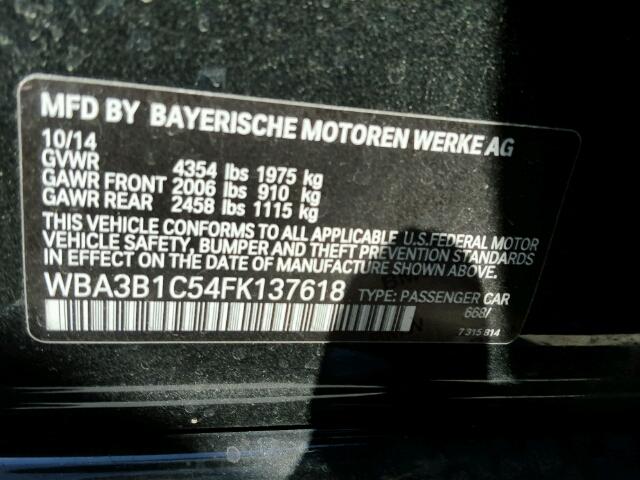 MFD BY BAYERISCHE MOTOREN WERKE AG
10/14
GVWR 4354 lbs 1975 kg
GAWR FRONT 2006 lbs 910 kg
GAWR REAR 2458 lbs 1115 kg
THIS VEHICLE CONFORMS TO ALL APPLICABLE U.S.FEDERAL MOTOR
VEHICLE SAFETY, BUMPER AND THEFT PREVENTION STANDARDS
IN EFFECT ON THE DATE OF MANUFACTURE SHOWN ABOVE.
WBA3B1C54FK137618 TYPE: PASSENGER CAR
668/
7 315 814